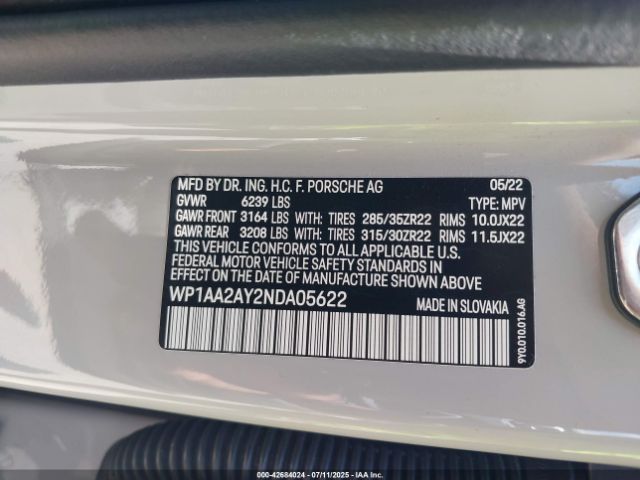 MFD BY DR. ING. H.C. F. PORSCHE AG 05/22
GVWR 6239 LBS TYPE: MPV
GAWR FRONT 3164 LBS WITH: TIRES 285/35ZR22 RIMS 10.0JX22
GAWR REAR 3208 LBS WITH: TIRES 315/30ZR22 RIMS 11.5JX22
THIS VEHICLE CONFORMS TO ALL APPLICABLE U.S.
FEDERAL MOTOR VEHICLE SAFETY STANDARDS IN
EFFECT ON THE DATE OF MANUFACTURE SHOWN ABOVE
WP1AA2AY2NDA05622 MADE IN SLOVAKIA
9Y0.010.016.AG
000-42684024 | 07/11/2025 - IAA Inc.